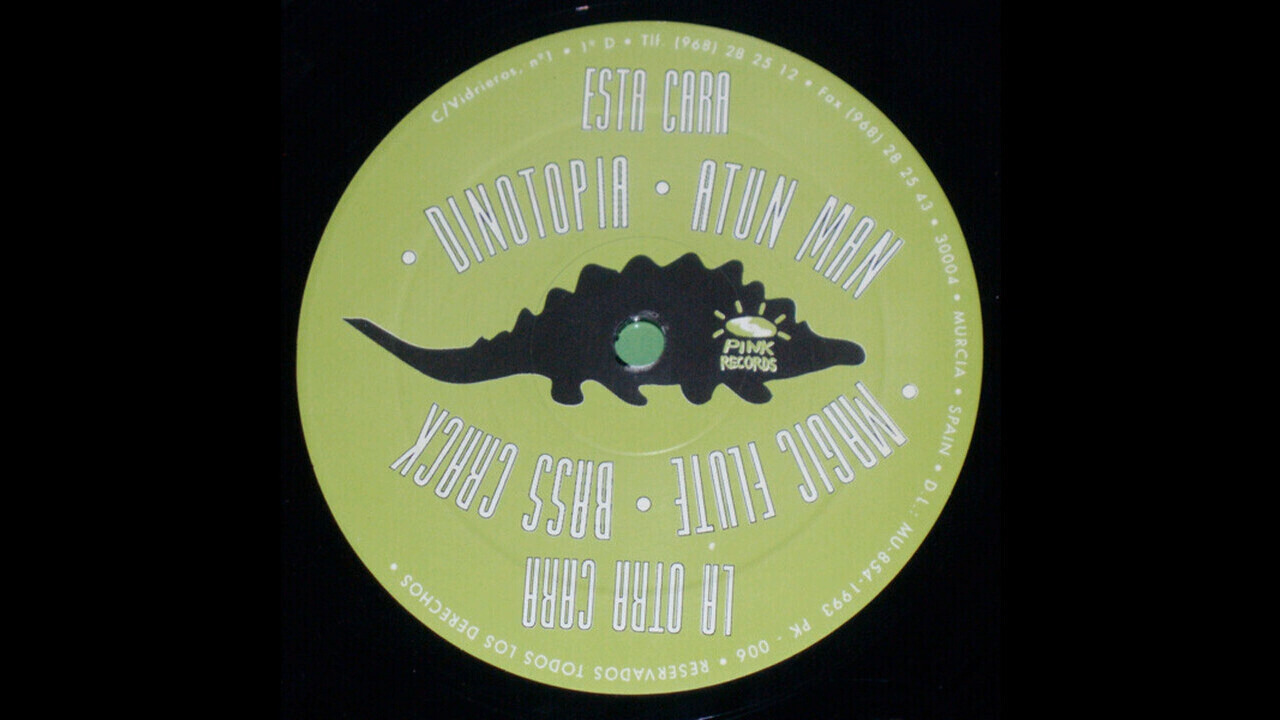 C/Vidrieros, nº1 • 1º D • Tlf. (968) 28 25 12 • Fax (968) 28 25 43 • 30004 • MURCIA • SPAIN • D.L.: MU-854-1993 PK - 006 • RESERVADOS TODOS LOS DERECHOS •
ESTA CARA
• DINOTOPIA • ATUN MAN
PINK
RECORDS
• MAGIC FLUTE • BASS CRACK
LA OTRA CARA